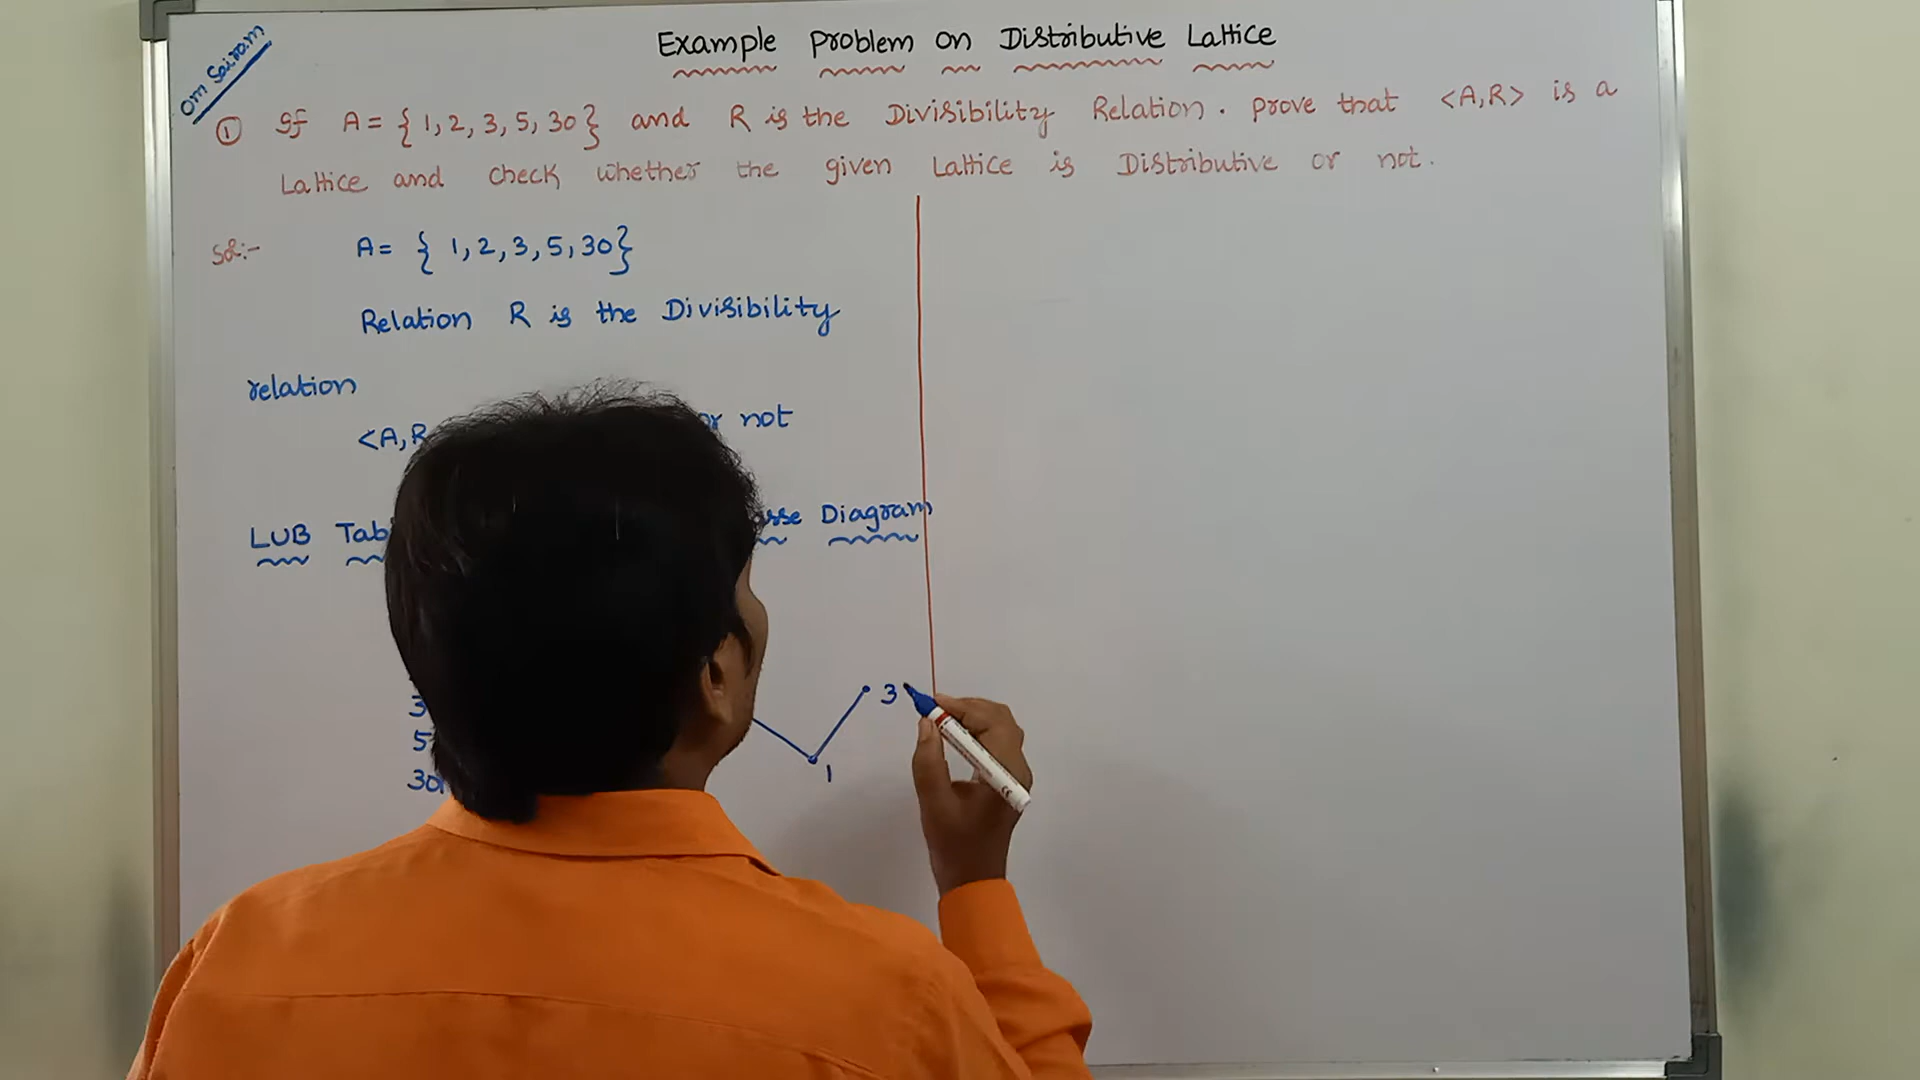 Om Sairam
Example Problem on Distributive Lattice
① If A = { 1, 2, 3, 5, 30 } and R is the Divisibility Relation. Prove that <A,R> is a
Lattice and check whether the given Lattice is Distributive or not.
Sol:-
A = { 1, 2, 3, 5, 30 }
Relation R is the Divisibility
relation
<A,R or not
LUB Diagram
3
5
30
3
1